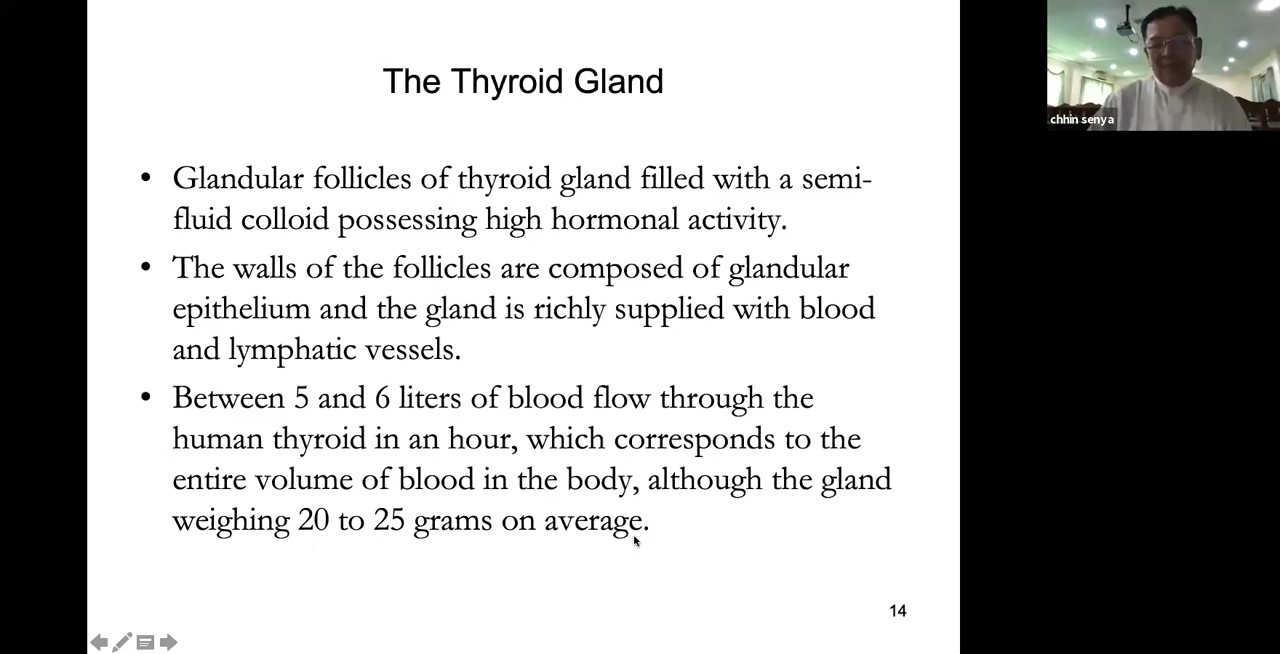 The Thyroid Gland
• Glandular follicles of thyroid gland filled with a semi-
fluid colloid possessing high hormonal activity.
• The walls of the follicles are composed of glandular
epithelium and the gland is richly supplied with blood
and lymphatic vessels.
• Between 5 and 6 liters of blood flow through the
human thyroid in an hour, which corresponds to the
entire volume of blood in the body, although the gland
weighing 20 to 25 grams on average.
14
chhin senya